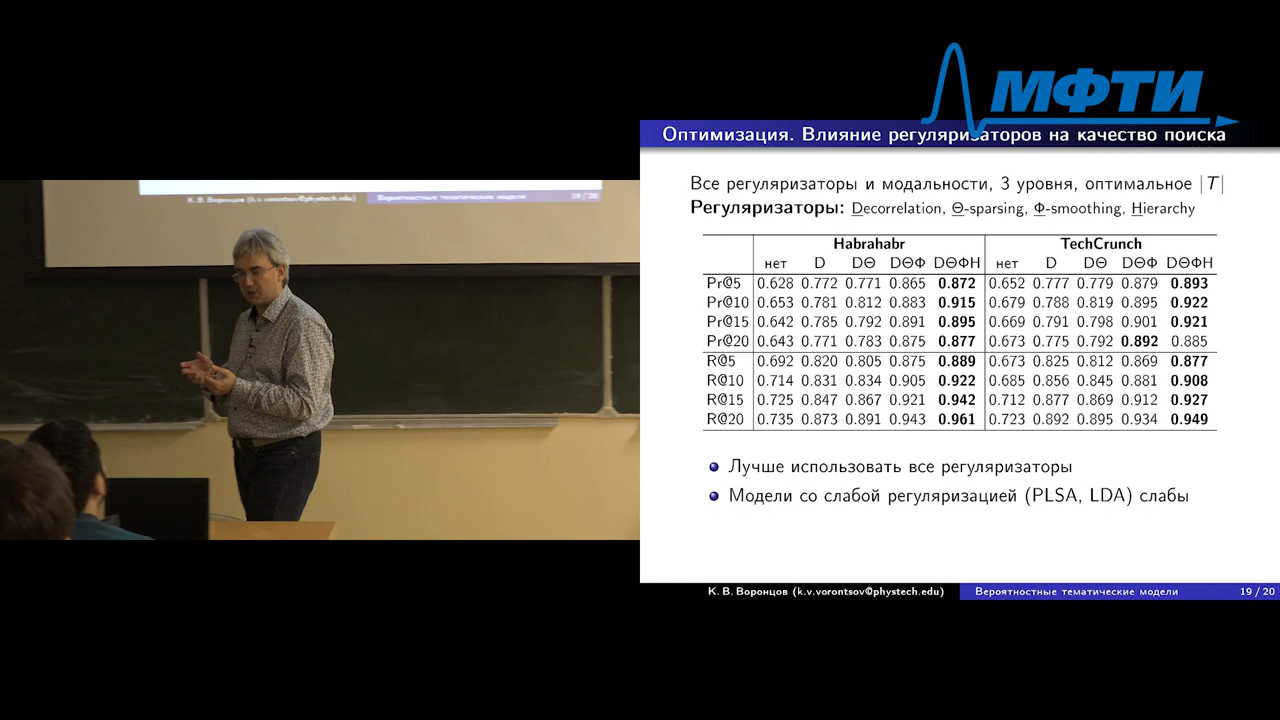 МФТИ
Оптимизация. Влияние регуляризаторов на качество поиска
Все регуляризаторы и модальности, 3 уровня, оптимальное |T|
Регуляризаторы: Decorrelation, Θ-sparsing, Φ-smoothing, Hierarchy
Habrahabr TechCrunch
нет D DΘ DΘΦ DΘΦH нет D DΘ DΘΦ DΘΦH
Pr@5 0.628 0.772 0.771 0.865 0.872 0.652 0.777 0.779 0.879 0.893
Pr@10 0.653 0.781 0.812 0.883 0.915 0.679 0.788 0.819 0.895 0.922
Pr@15 0.642 0.785 0.792 0.891 0.895 0.669 0.791 0.798 0.901 0.921
Pr@20 0.643 0.771 0.783 0.875 0.877 0.673 0.775 0.792 0.892 0.885
R@5 0.692 0.820 0.805 0.875 0.889 0.673 0.825 0.812 0.869 0.877
R@10 0.714 0.831 0.834 0.905 0.922 0.685 0.856 0.845 0.881 0.908
R@15 0.725 0.847 0.867 0.921 0.942 0.712 0.877 0.869 0.912 0.927
R@20 0.735 0.873 0.891 0.943 0.961 0.723 0.892 0.895 0.934 0.949
Лучше использовать все регуляризаторы
Модели со слабой регуляризацией (PLSA, LDA) слабы
К. В. Воронцов (k.v.vorontsov@phystech.edu) Вероятностные тематические модели 19 / 20
К. В. Воронцов (k.v.vorontsov@phystech.edu) Вероятностные тематические модели 19 / 20